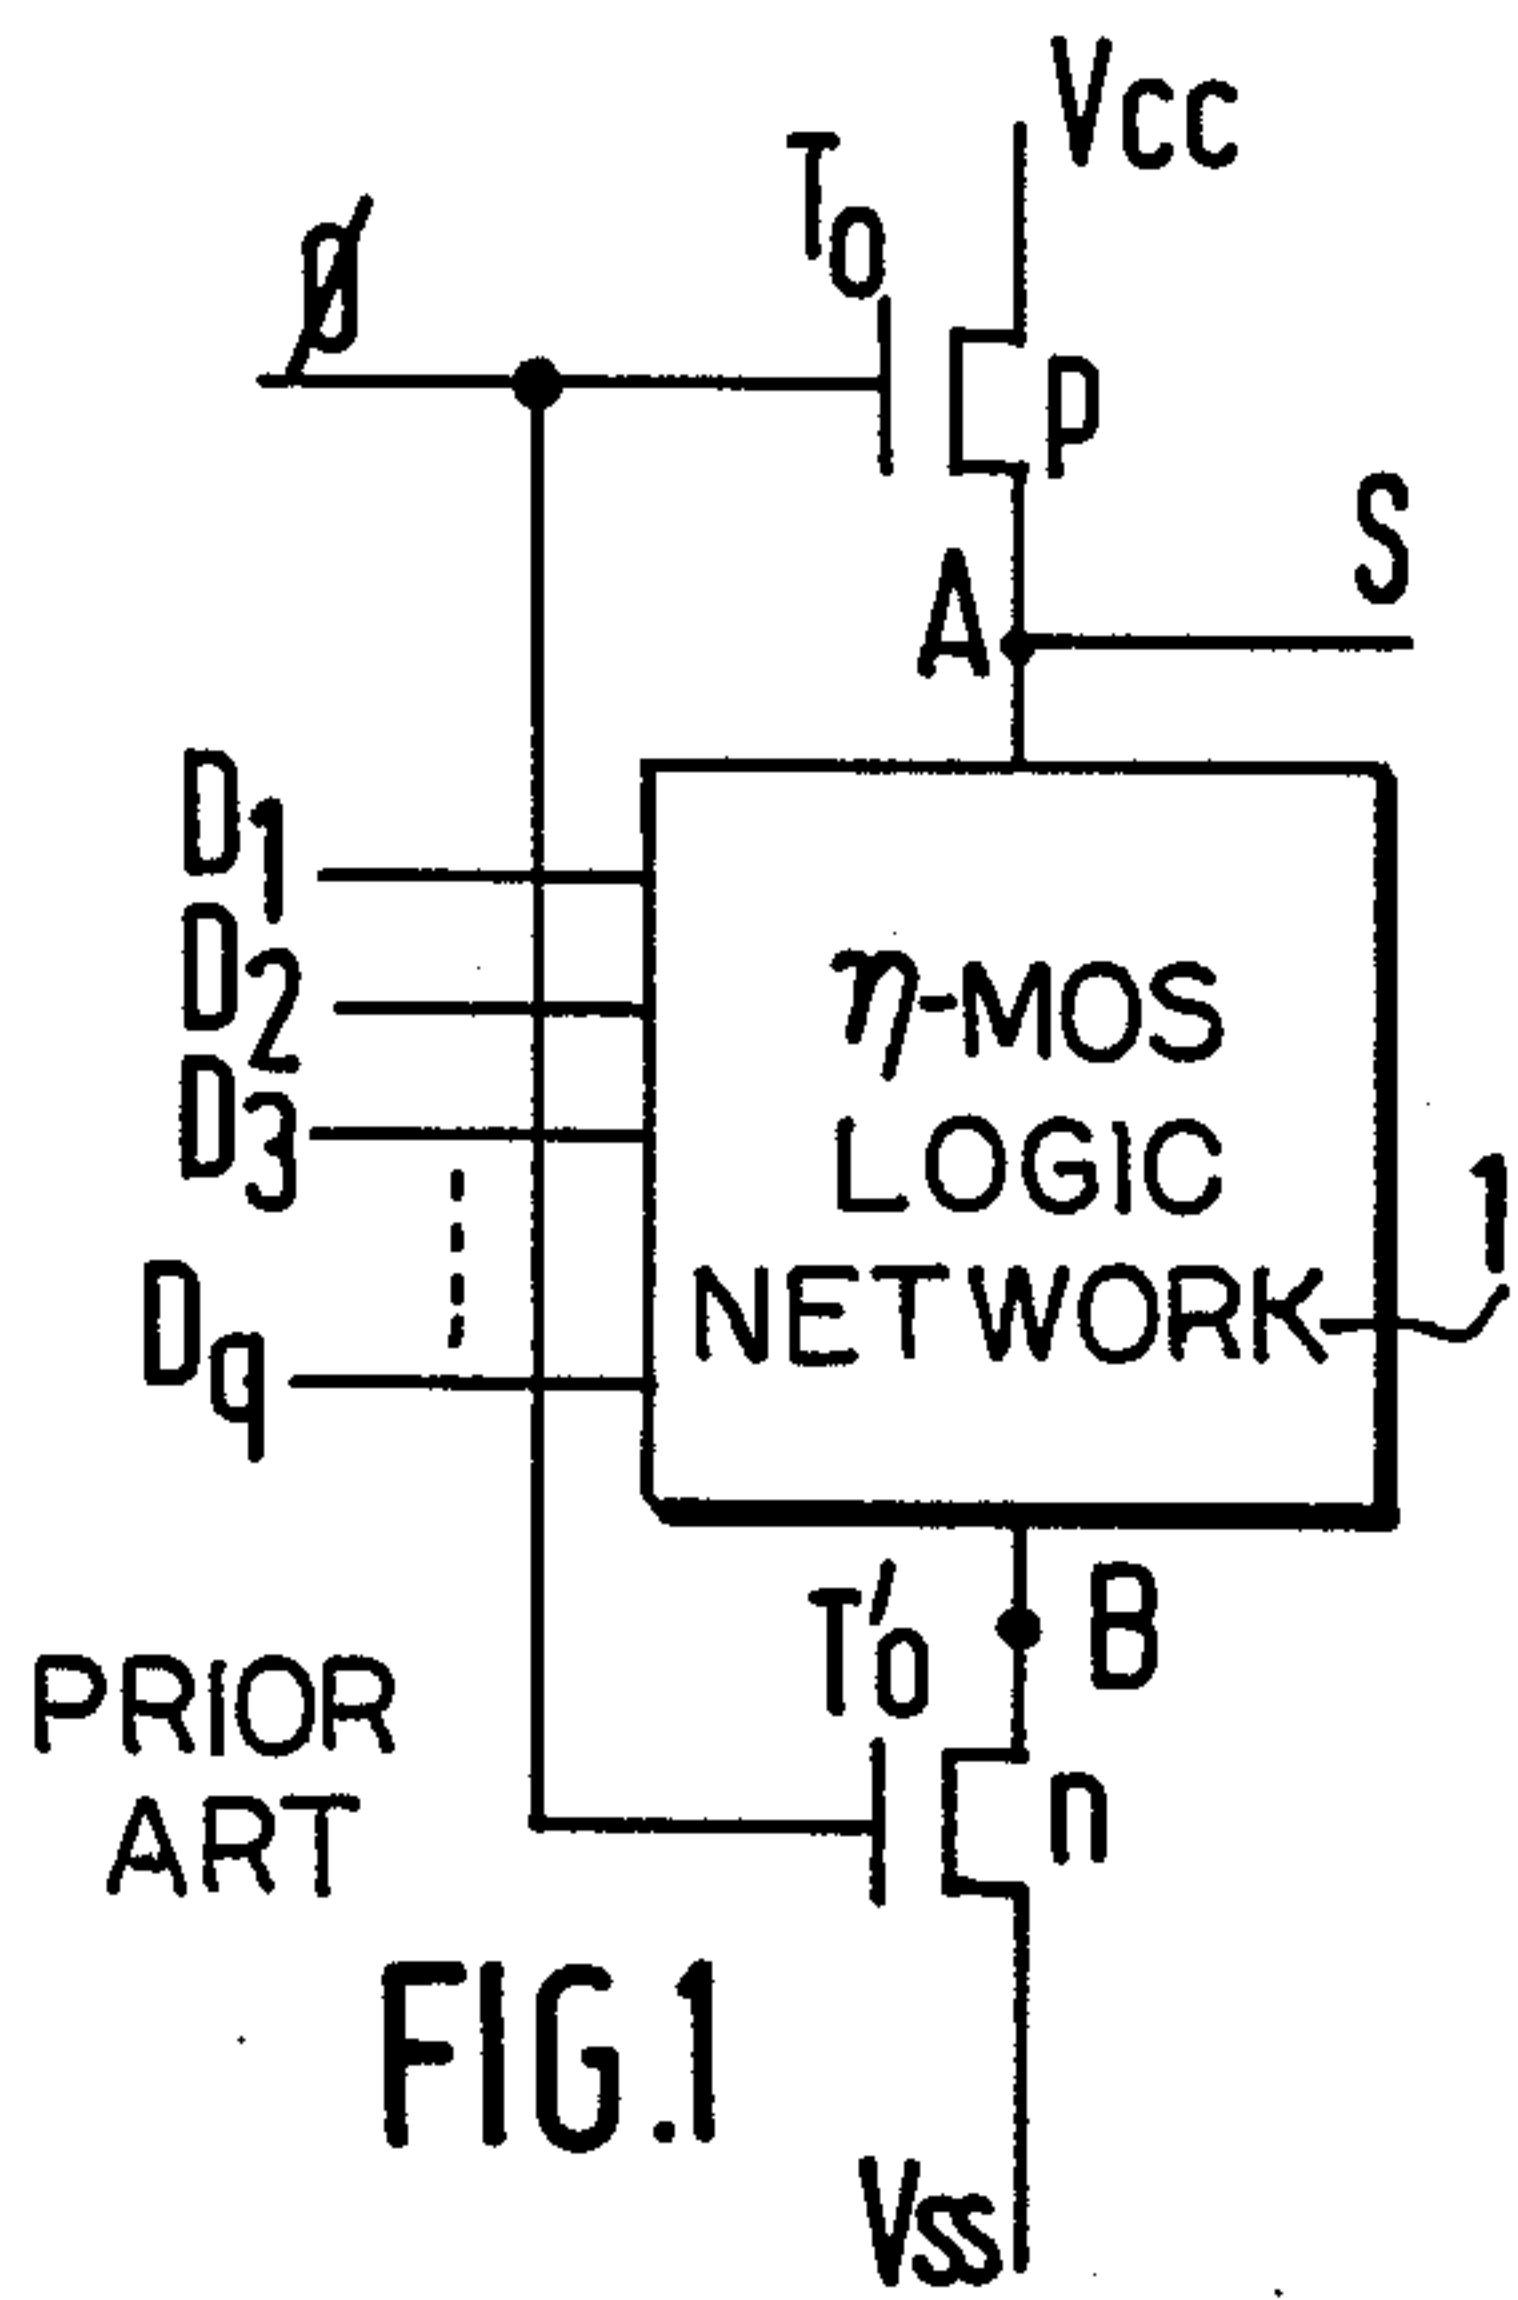 Vcc
T0
Ø
P
S
A
D1
D2
D3
Dq
η-MOS
LOGIC
NETWORK
1
T'0
B
n
PRIOR
ART
FIG.1
Vss